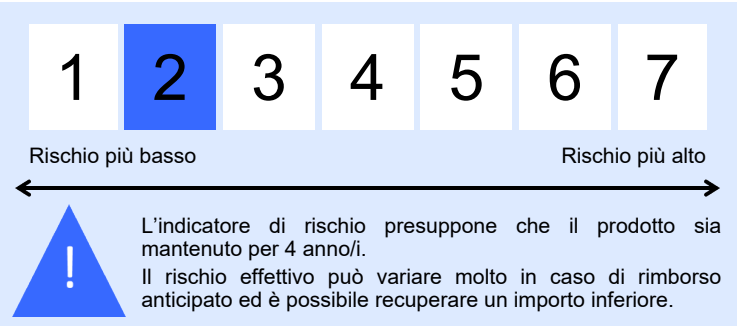 1 2 3 4 5 6 7
Rischio più basso Rischio più alto
!
L'indicatore di rischio presuppone che il prodotto sia
mantenuto per 4 anno/i.
Il rischio effettivo può variare molto in caso di rimborso
anticipato ed è possibile recuperare un importo inferiore.